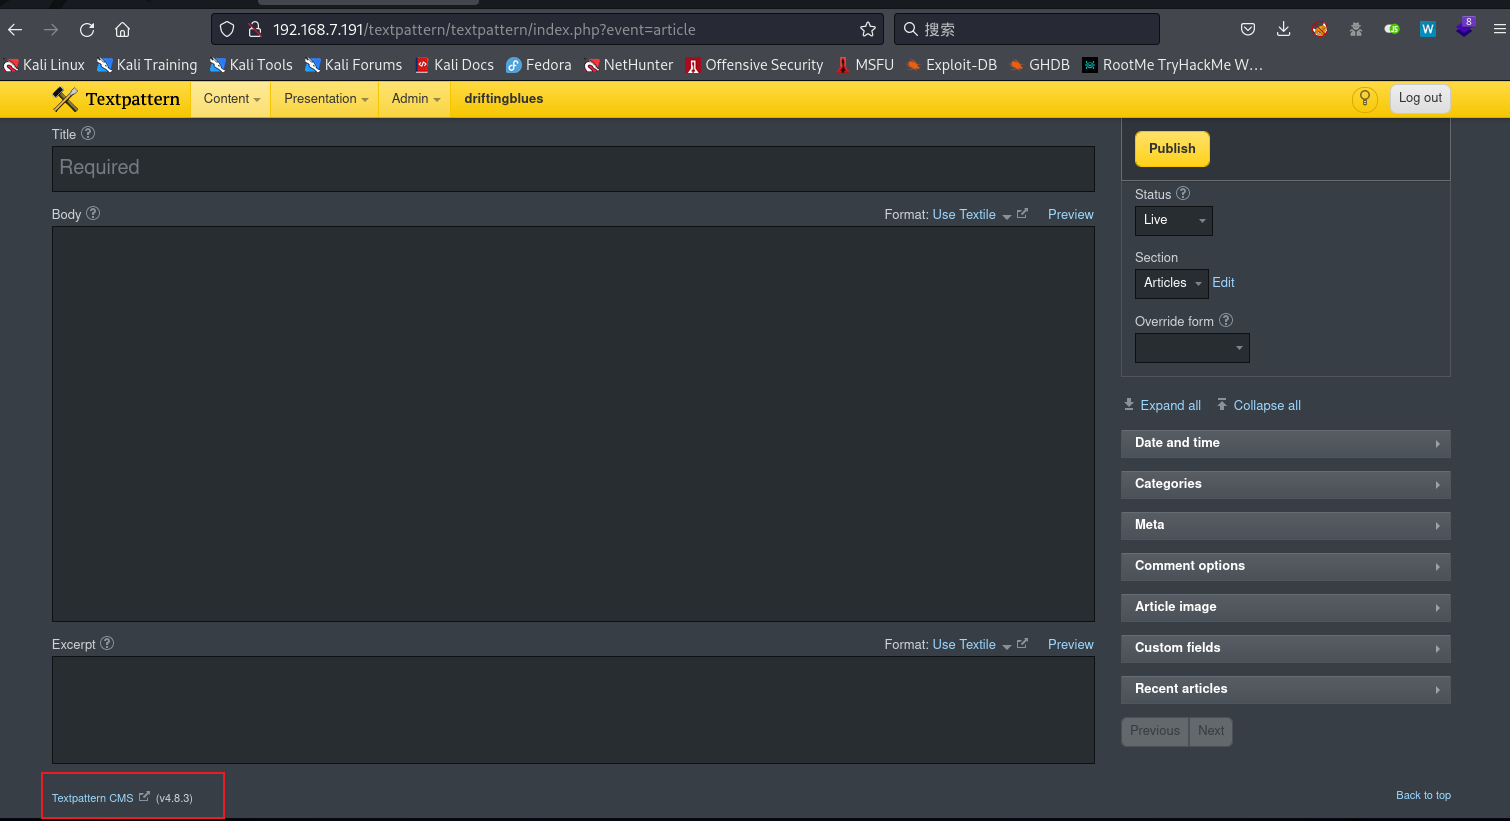 192.168.7.191/textpattern/textpattern/index.php?event=article
搜索
8
Kali Linux Kali Training Kali Tools Kali Forums Kali Docs Fedora NetHunter Offensive Security MSFU Exploit-DB GHDB RootMe TryHackMe W…
Textpattern Content Presentation Admin driftingblues Log out
Title
Required
Body Format: Use Textile Preview
Excerpt Format: Use Textile Preview
Textpattern CMS (v4.8.3)
Publish
Status
Live
Section
Articles Edit
Override form
Expand all Collapse all
Date and time
Categories
Meta
Comment options
Article image
Custom fields
Recent articles
Previous Next
Back to top